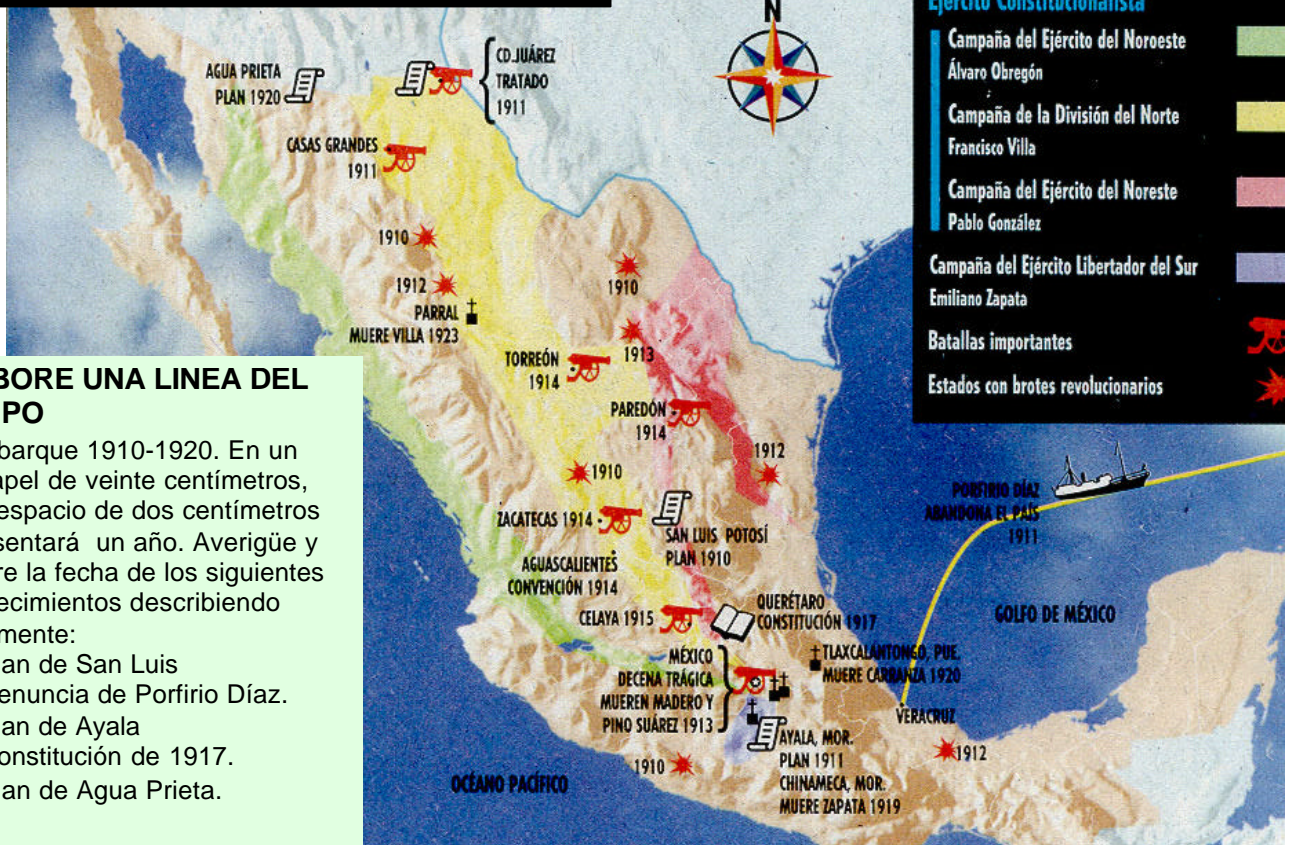 N
Ejército Constitucionalista
Campaña del Ejército del Noroeste
Álvaro Obregón
Campaña de la División del Norte
Francisco Villa
Campaña del Ejército del Noreste
Pablo González
Campaña del Ejército Libertador del Sur
Emiliano Zapata
Batallas importantes
Estados con brotes revolucionarios
AGUA PRIETA
PLAN 1920
CD.JUÁREZ
TRATADO
1911
CASAS GRANDES
1911
1910
1912
PARRAL
MUERE VILLA 1923
1910
1913
TORREÓN
1914
PAREDÓN
1914
1912
1910
ZACATECAS 1914
SAN LUIS POTOSÍ
PLAN 1910
AGUASCALIENTES
CONVENCIÓN 1914
CELAYA 1915
QUERÉTARO
CONSTITUCIÓN 1917
MÉXICO
DECENA TRÁGICA
MUEREN MADERO Y
PINO SUÁREZ 1913
TLAXCALANTONGO, PUE.
MUERE CARRANZA 1920
AYALA, MOR.
PLAN 1911
CHINAMECA, MOR.
MUERE ZAPATA 1919
1910
VERACRUZ
1912
PORFIRIO DÍAZ
ABANDONA EL PAÍS
1911
GOLFO DE MÉXICO
OCÉANO PACÍFICO
BORE UNA LINEA DEL
PO
barque 1910-1920. En un
apel de veinte centímetros,
espacio de dos centímetros
sentará un año. Averigüe y
re la fecha de los siguientes
ecimientos describiendo
mente:
an de San Luis
enuncia de Porfirio Díaz.
an de Ayala
onstitución de 1917.
an de Agua Prieta.